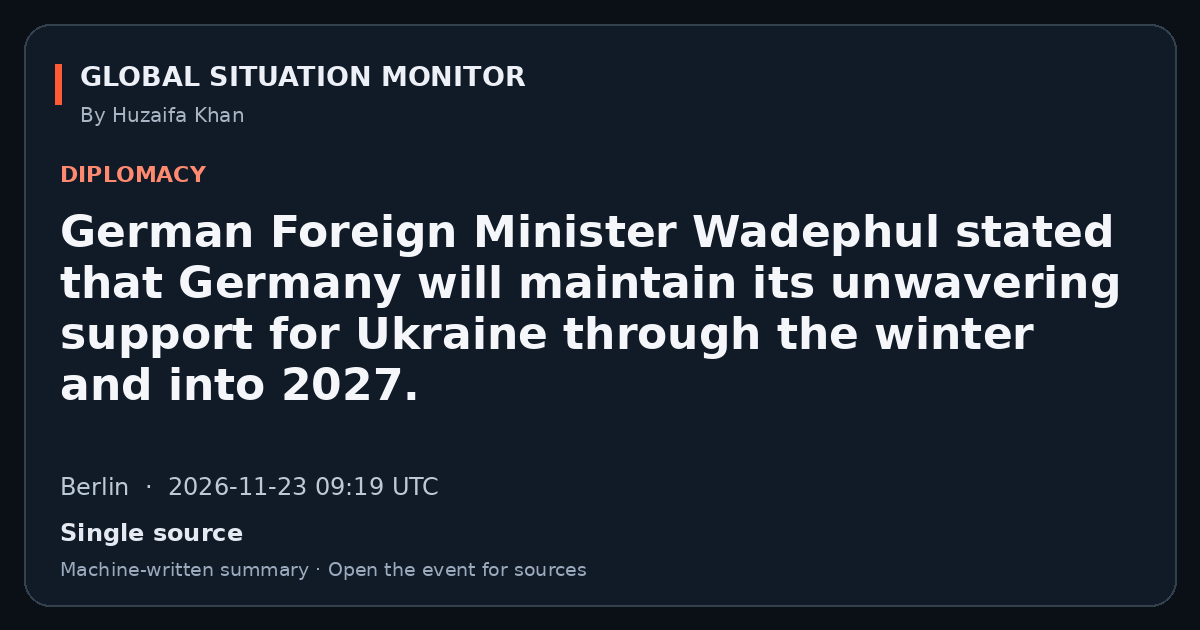 GLOBAL SITUATION MONITOR
By Huzaifa Khan
DIPLOMACY
German Foreign Minister Wadephul stated
that Germany will maintain its unwavering
support for Ukraine through the winter
and into 2027.
Berlin · 2026-11-23 09:19 UTC
Single source
Machine-written summary · Open the event for sources